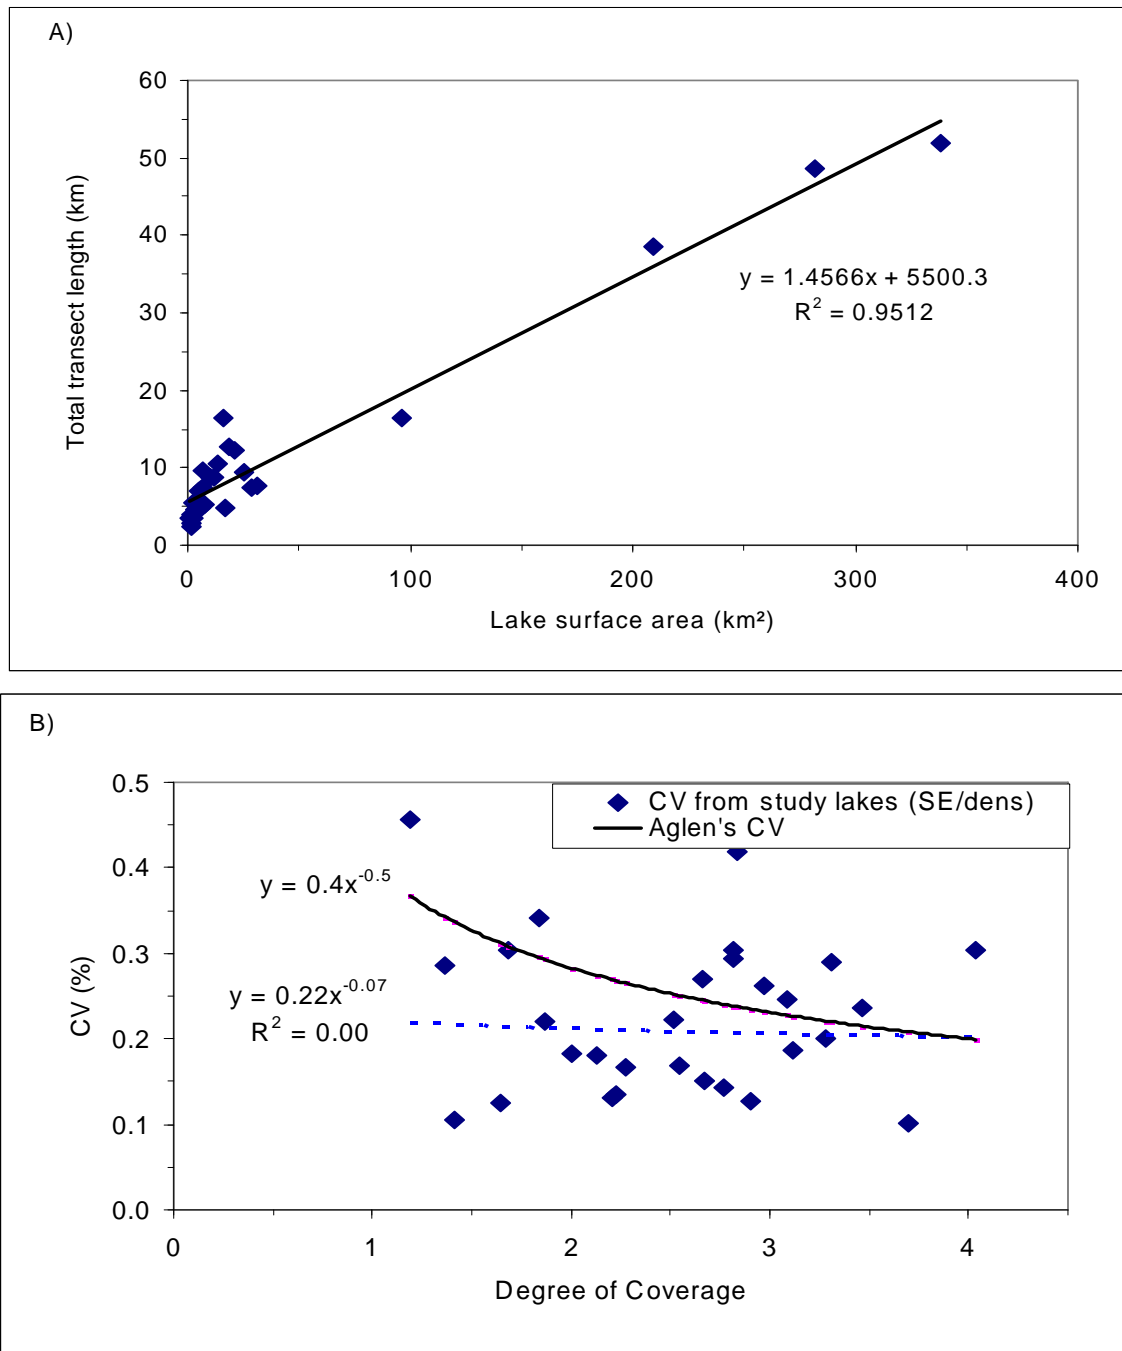 A)
60
50
40
30
20
10
0
Total transect length (km)
y = 1.4566x + 5500.3
R² = 0.9512
0 100 200 300 400
Lake surface area (km²)
B)
CV from study lakes (SE/dens)
Aglen's CV
0.5
0.4
0.3
0.2
0.1
0.0
CV (%)
y = 0.4x^-0.5
y = 0.22x^-0.07
R² = 0.00
0 1 2 3 4
Degree of Coverage